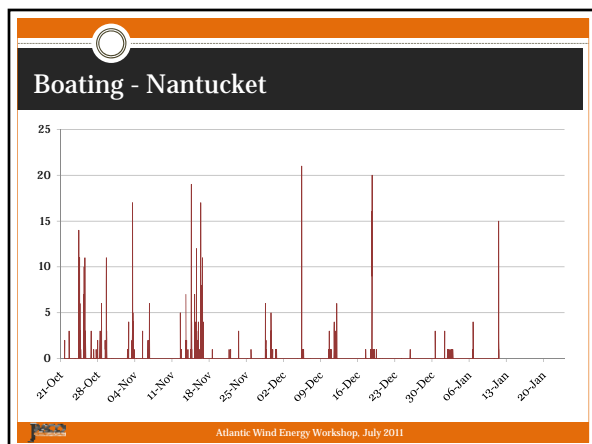 Boating - Nantucket
25
20
15
10
5
0
21-Oct
28-Oct
04-Nov
11-Nov
18-Nov
25-Nov
02-Dec
09-Dec
16-Dec
23-Dec
30-Dec
06-Jan
13-Jan
20-Jan
Atlantic Wind Energy Workshop, July 2011